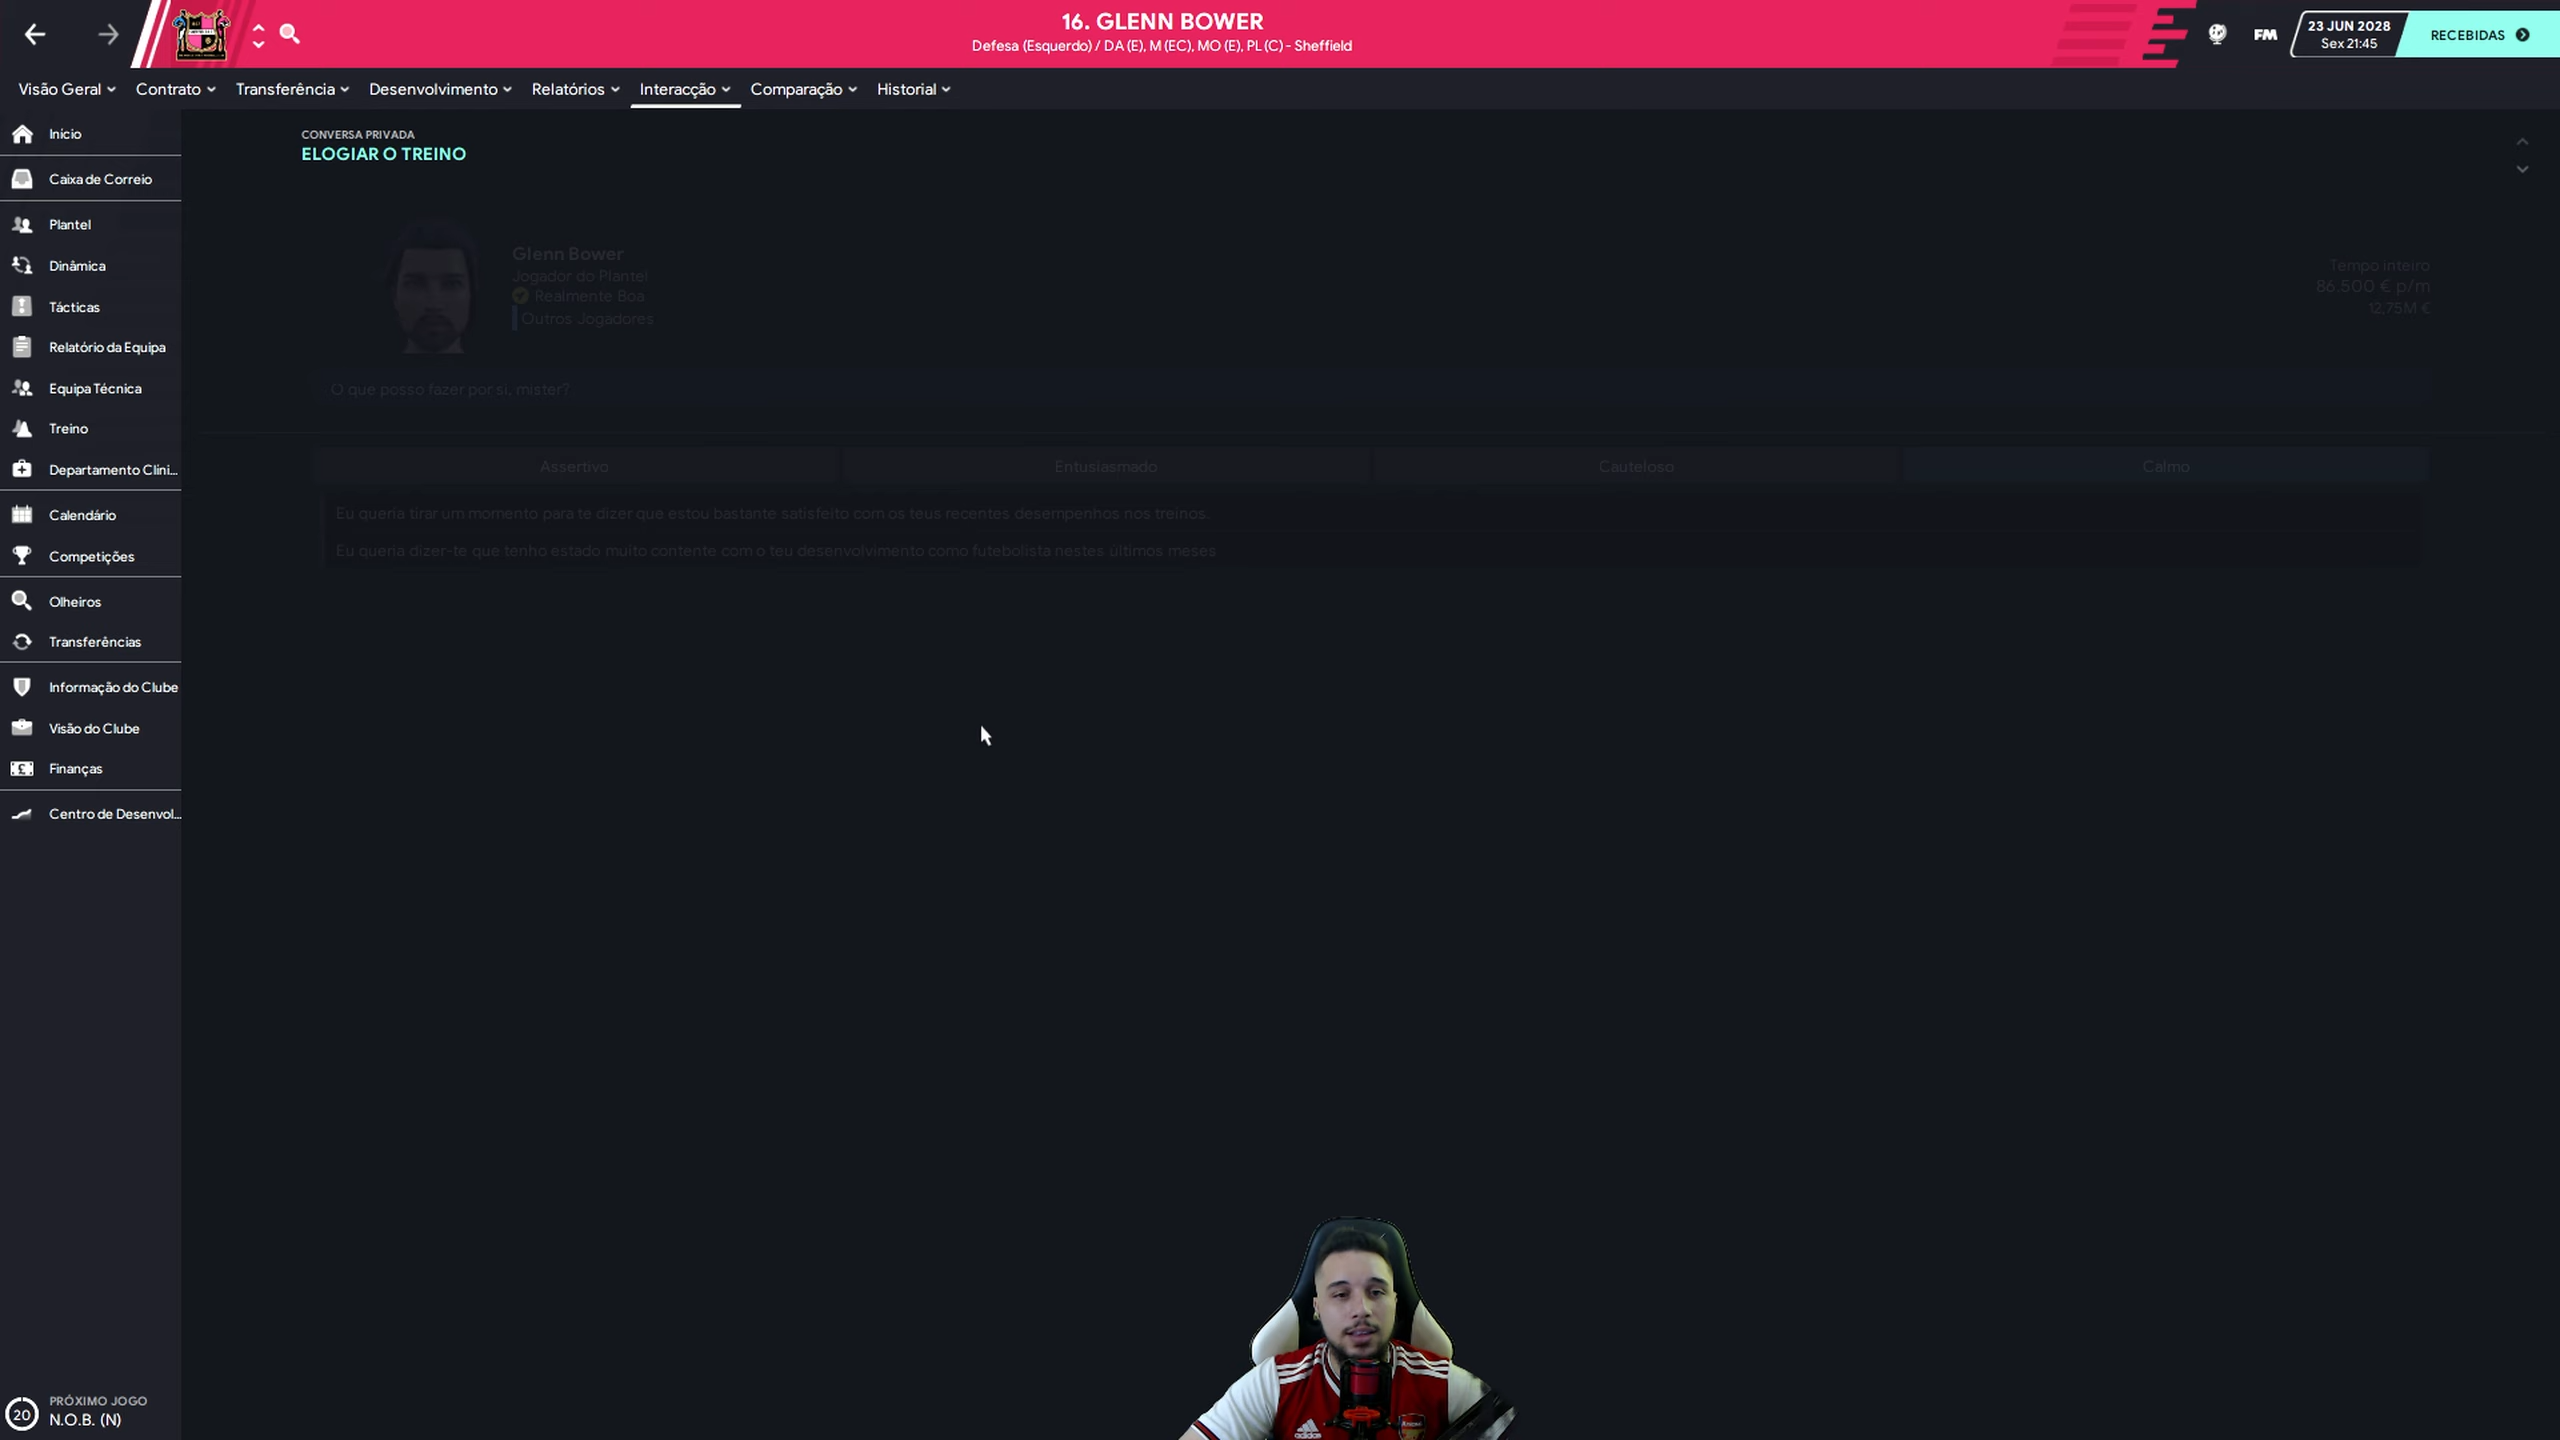 16. GLENN BOWER
Defesa (Esquerdo) / DA (E), M (EC), MO (E), PL (C) - Sheffield
FM
23 JUN 2028
Sex 21:45
RECEBIDAS
Visão Geral
Contrato
Transferência
Desenvolvimento
Relatórios
Interacção
Comparação
Historial
Início
Caixa de Correio
Plantel
Dinâmica
Tácticas
Relatório da Equipa
Equipa Técnica
Treino
Departamento Clíni...
Calendário
Competições
Olheiros
Transferências
Informação do Clube
Visão do Clube
Finanças
Centro de Desenvol...
CONVERSA PRIVADA
ELOGIAR O TREINO
Glenn Bower
Jogador do Plantel
Realmente Boa
Outros Jogadores
Tempo inteiro
86.500 € p/m
12,75M €
O que posso fazer por si, mister?
Assertivo
Entusiasmado
Cauteloso
Calmo
Eu queria tirar um momento para te dizer que estou bastante satisfeito com os teus recentes desempenhos nos treinos.
Eu queria dizer-te que tenho estado muito contente com o teu desenvolvimento como futebolista nestes últimos meses
20
PRÓXIMO JOGO
N.O.B. (N)
adidas